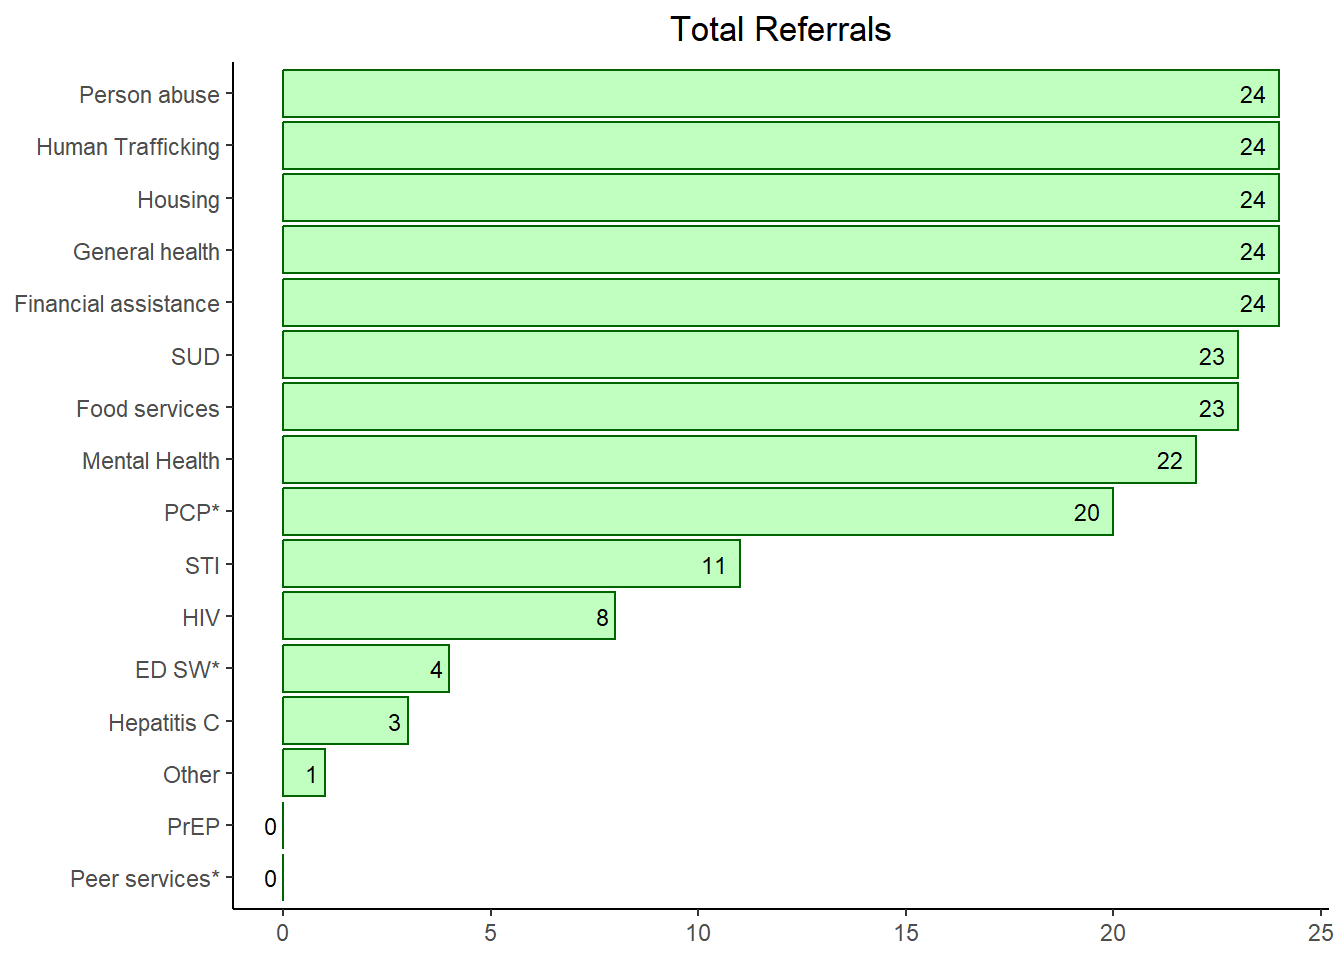 Total Referrals
Person abuse 24
Human Trafficking 24
Housing 24
General health 24
Financial assistance 24
SUD 23
Food services 23
Mental Health 22
PCP* 20
STI 11
HIV 8
ED SW* 4
Hepatitis C 3
Other 1
PrEP 0
Peer services* 0
0 5 10 15 20 25